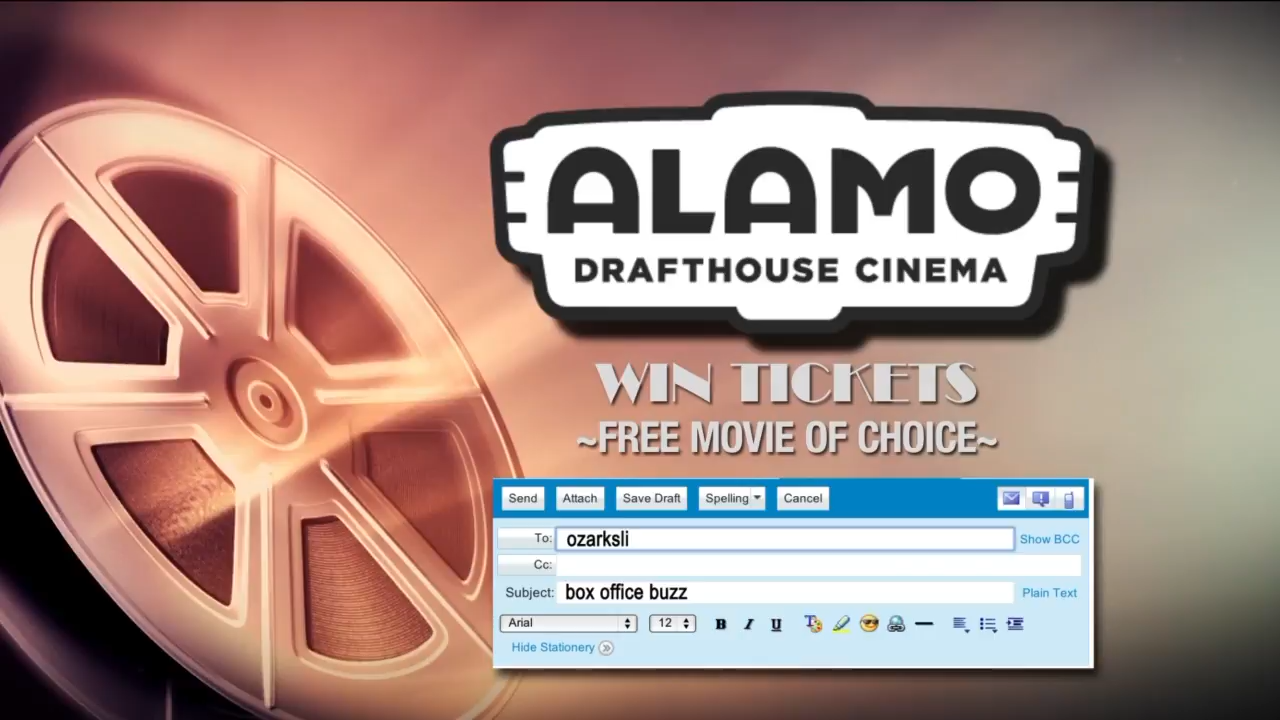 ALAMO
DRAFTHOUSE CINEMA
WIN TICKETS
~FREE MOVIE OF CHOICE~
Send Attach Save Draft Spelling Cancel
To: ozarksli Show BCC
Cc:
Subject: box office buzz Plain Text
Arial 12 B I U
Hide Stationery